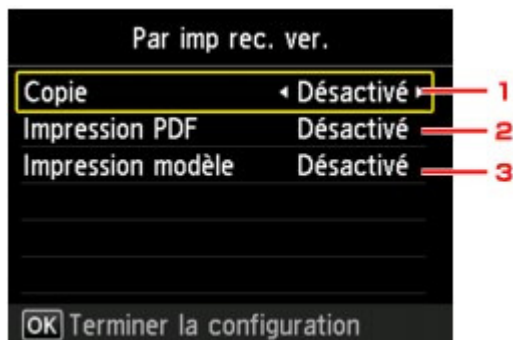 Par imp rec. ver.
Copie Désactivé 1
Impression PDF Désactivé 2
Impression modèle Désactivé 3
OK Terminer la configuration